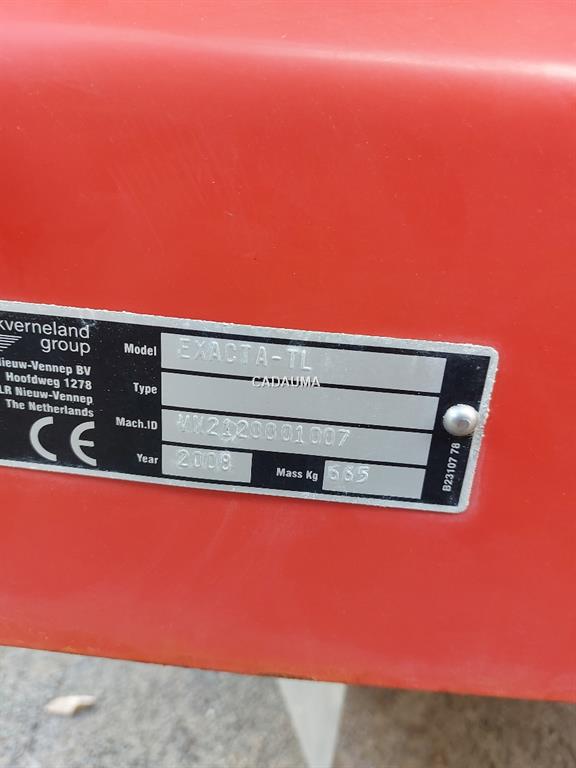 kverneland
group
Nieuw-Vennep BV
Hoofdweg 1278
LR Nieuw-Vennep
The Netherlands
CE
Model EXACTA-TL
Type
CADAUMA
Mach.ID
Year 2008 Mass Kg 665
B23107 78